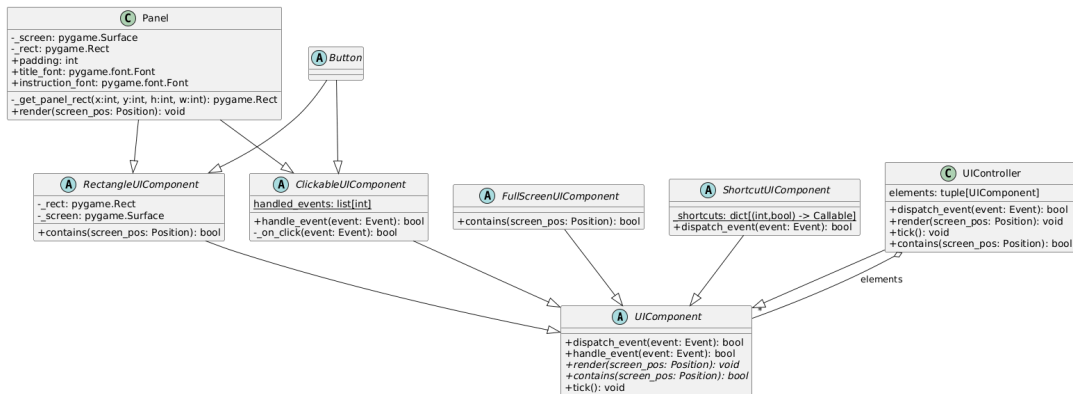 C Panel
-_screen: pygame.Surface
-_rect: pygame.Rect
+padding: int
+title_font: pygame.font.Font
+instruction_font: pygame.font.Font
-_get_panel_rect(x:int, y:int, h:int, w:int): pygame.Rect
+render(screen_pos: Position): void
A Button
A RectangleUIComponent
-_rect: pygame.Rect
-_screen: pygame.Surface
+contains(screen_pos: Position): bool
A ClickableUIComponent
handled_events: list[int]
+handle_event(event: Event): bool
-_on_click(event: Event): bool
A FullScreenUIComponent
+contains(screen_pos: Position): bool
A ShortcutUIComponent
_shortcuts: dict[(int,bool) -> Callable]
+dispatch_event(event: Event): bool
C UIController
elements: tuple[UIComponent]
+dispatch_event(event: Event): bool
+render(screen_pos: Position): void
+tick(): void
+contains(screen_pos: Position): bool
elements
*
A UIComponent
+dispatch_event(event: Event): bool
+handle_event(event: Event): bool
+render(screen_pos: Position): void
+contains(screen_pos: Position): bool
+tick(): void